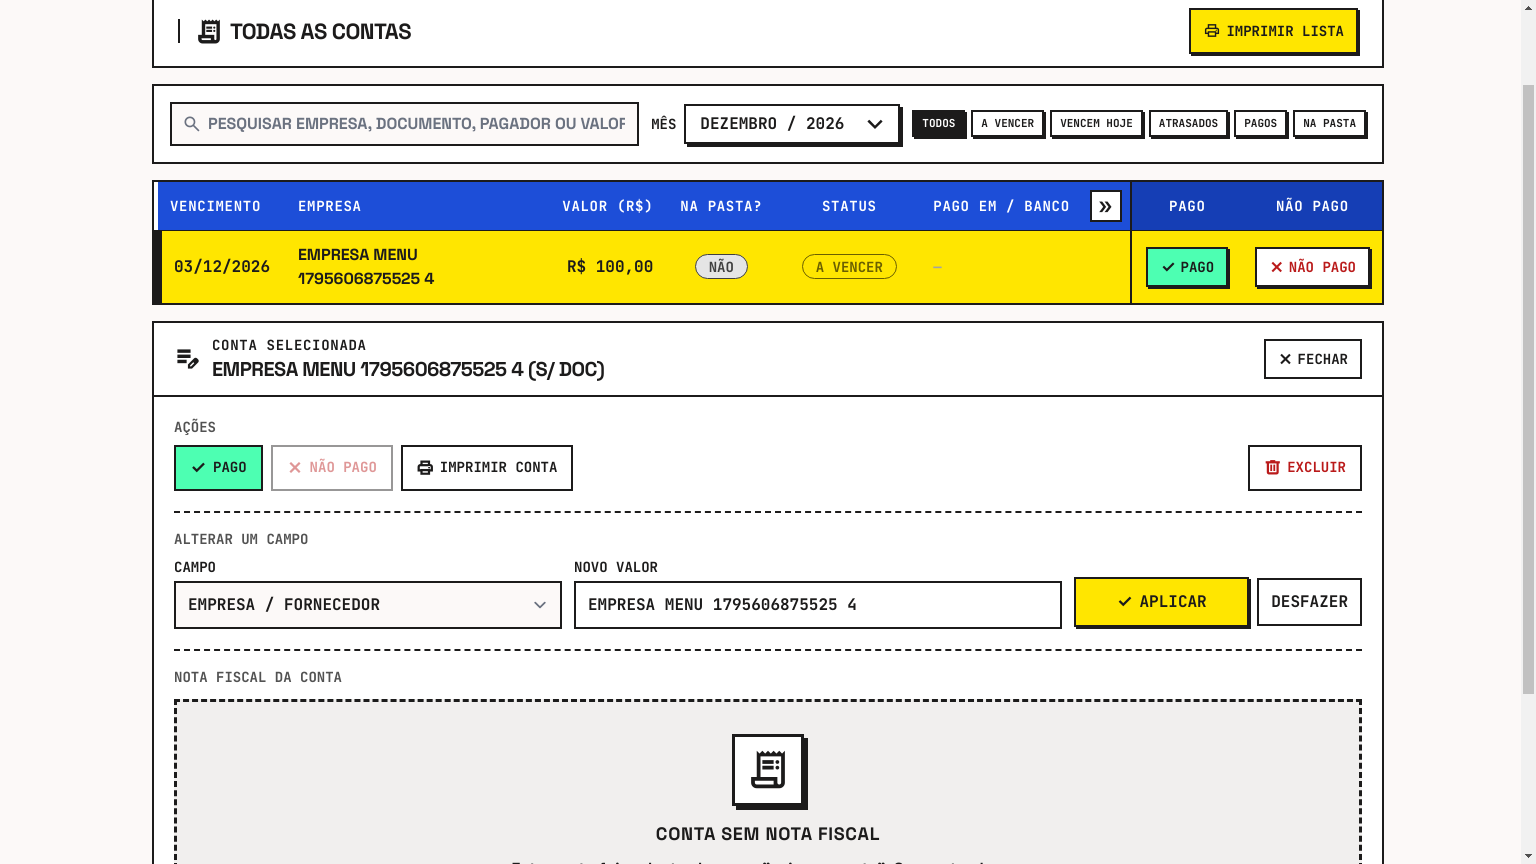 TODAS AS CONTAS
IMPRIMIR LISTA
PESQUISAR EMPRESA, DOCUMENTO, PAGADOR OU VALOR
MÊS
DEZEMBRO / 2026
TODOS
A VENCER
VENCEM HOJE
ATRASADOS
PAGOS
NA PASTA
VENCIMENTO
EMPRESA
VALOR (R$)
NA PASTA?
STATUS
PAGO EM / BANCO
»
PAGO
NÃO PAGO
03/12/2026
EMPRESA MENU
1795606875525 4
R$ 100,00
NÃO
A VENCER
—
PAGO
NÃO PAGO
CONTA SELECIONADA
EMPRESA MENU 1795606875525 4 (S/ DOC)
FECHAR
AÇÕES
PAGO
NÃO PAGO
IMPRIMIR CONTA
EXCLUIR
ALTERAR UM CAMPO
CAMPO
NOVO VALOR
EMPRESA / FORNECEDOR
EMPRESA MENU 1795606875525 4
APLICAR
DESFAZER
NOTA FISCAL DA CONTA
CONTA SEM NOTA FISCAL